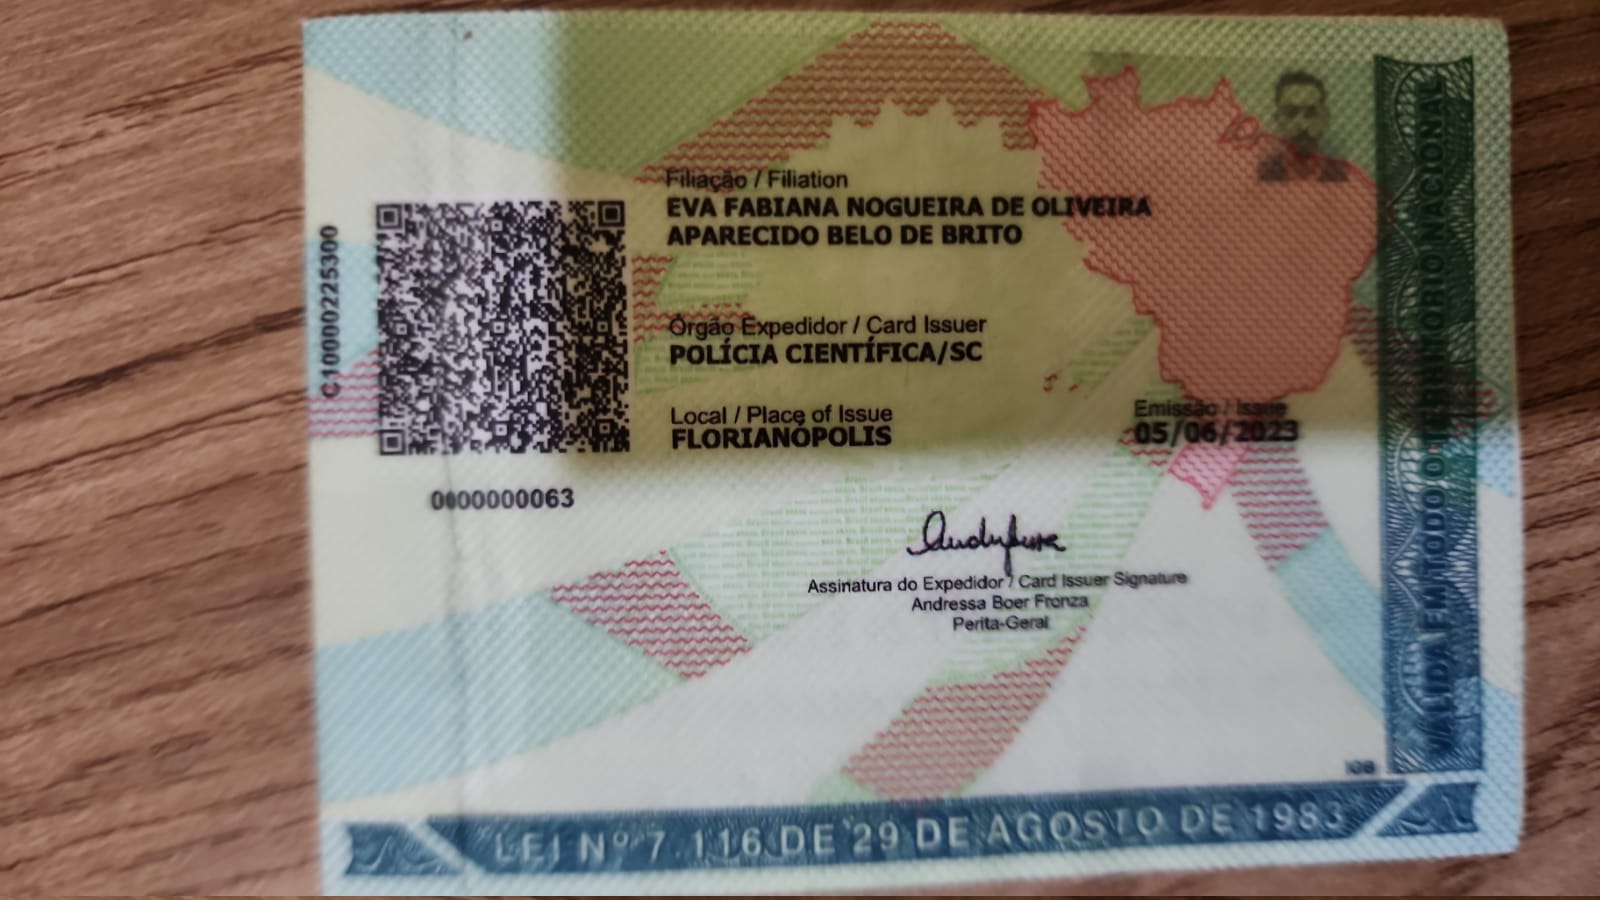 C10000225300
Filiação / Filiation
EVA FABIANA NOGUEIRA DE OLIVEIRA
APARECIDO BELO DE BRITO
Órgão Expedidor / Card Issuer
POLÍCIA CIENTÍFICA/SC
Local / Place of Issue
FLORIANÓPOLIS
Emissão / Issue
05/06/2023
0000000063
Assinatura do Expedidor / Card Issuer Signature
Andressa Boer Fronza
Perita-Geral
VÁLIDA EM TODO O TERRITÓRIO NACIONAL
LEI Nº 7.116 DE 29 DE AGOSTO DE 1983